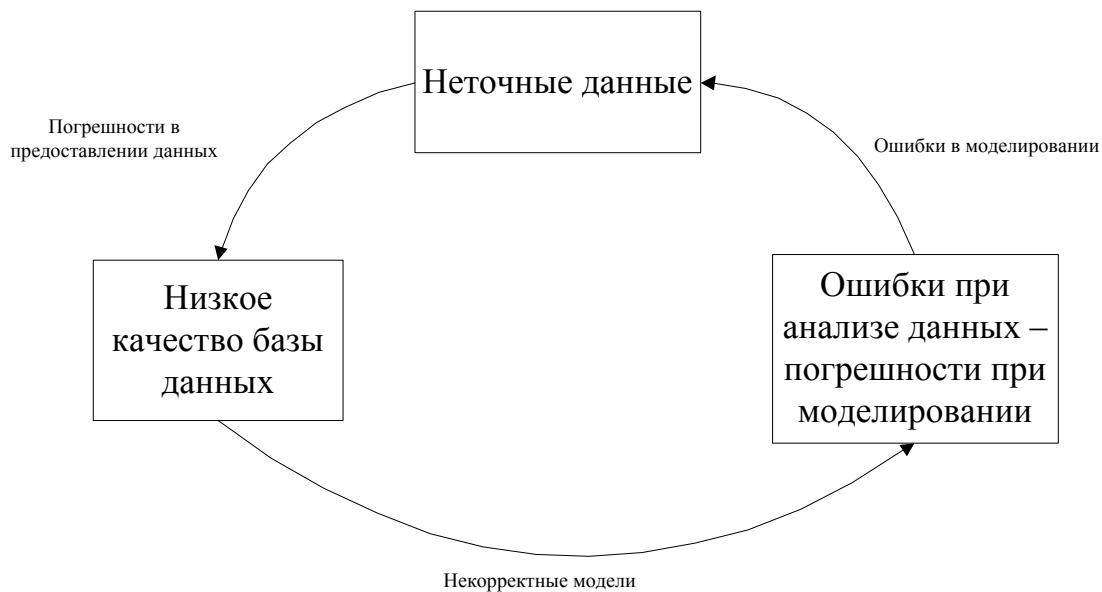 Неточные данные
Погрешности в
предоставлении данных
Ошибки в моделировании
Низкое
качество базы
данных
Ошибки при
анализе данных –
погрешности при
моделировании
Некорректные модели